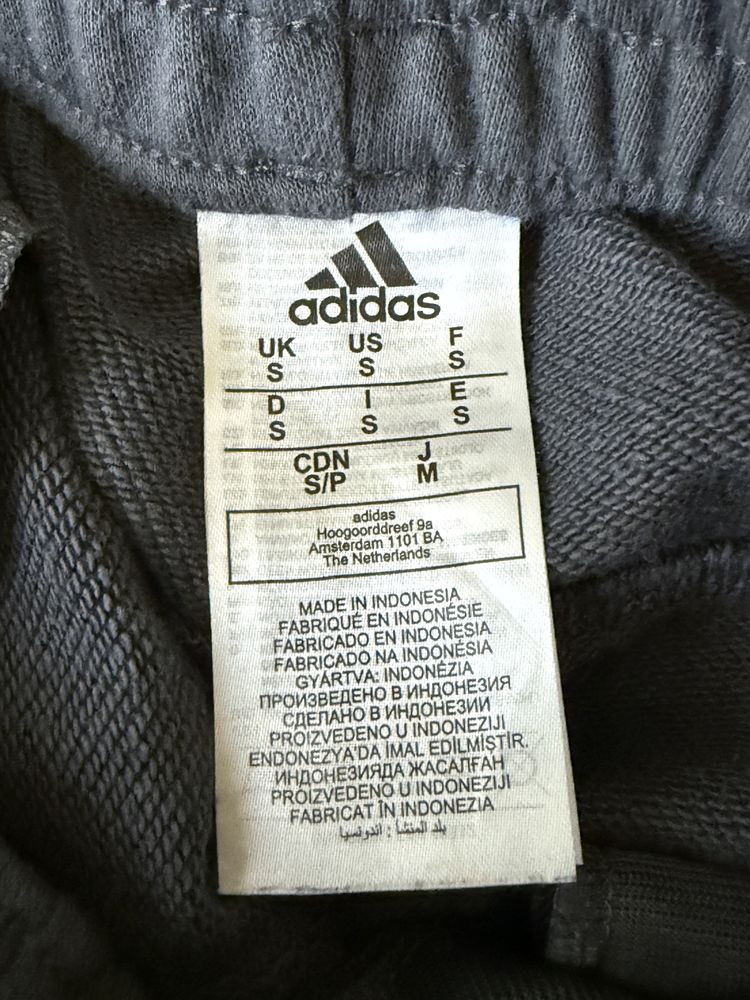 adidas
UK US F
S S S
D I E
S S S
CDN J
S/P M
adidas
Hoogoorddreef 9a
Amsterdam 1101 BA
The Netherlands
MADE IN INDONESIA
FABRIQUÉ EN INDONÉSIE
FABRICADO EN INDONESIA
FABRICADO NA INDONÉSIA
GYÁRTVA: INDONÉZIA
ПРОИЗВЕДЕНО В ИНДОНЕЗИЯ
СДЕЛАНО В ИНДОНЕЗИИ
PROIZVEDENO U INDONEZIJI
ENDONEZYA'DA İMAL EDİLMİŞTİR.
ИНДОНЕЗИЯДА ЖАСАЛҒАН
PROIZVEDENO U INDONEZIJI
FABRICAT ÎN INDONEZIA
بلد المنشأ : اندونسيا